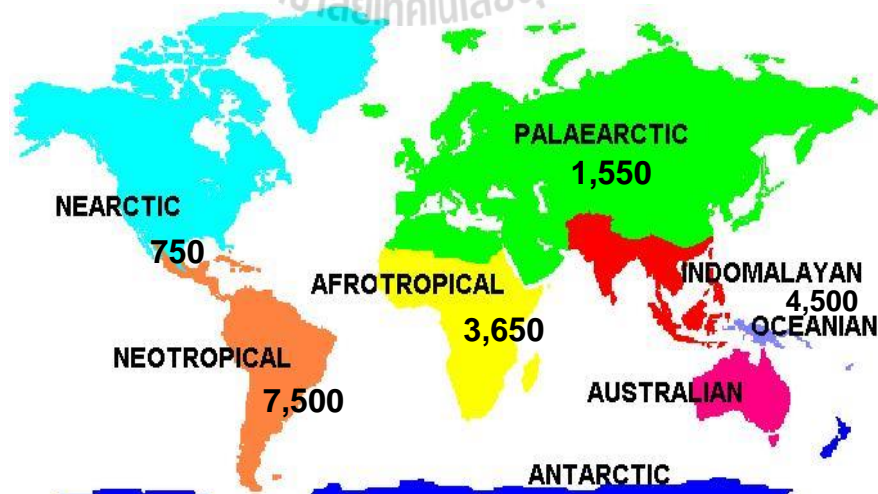 PALAEARCTIC
1,550
NEARCTIC
750
AFROTROPICAL
3,650
INDOMALAYAN
4,500
OCEANIAN
NEOTROPICAL
7,500
AUSTRALIAN
ANTARCTIC